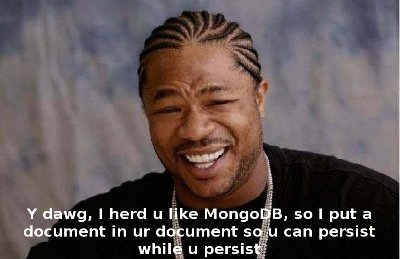 Y dawg, I herd u like MongoDB, so I put a
document in ur document so u can persist
while u persist